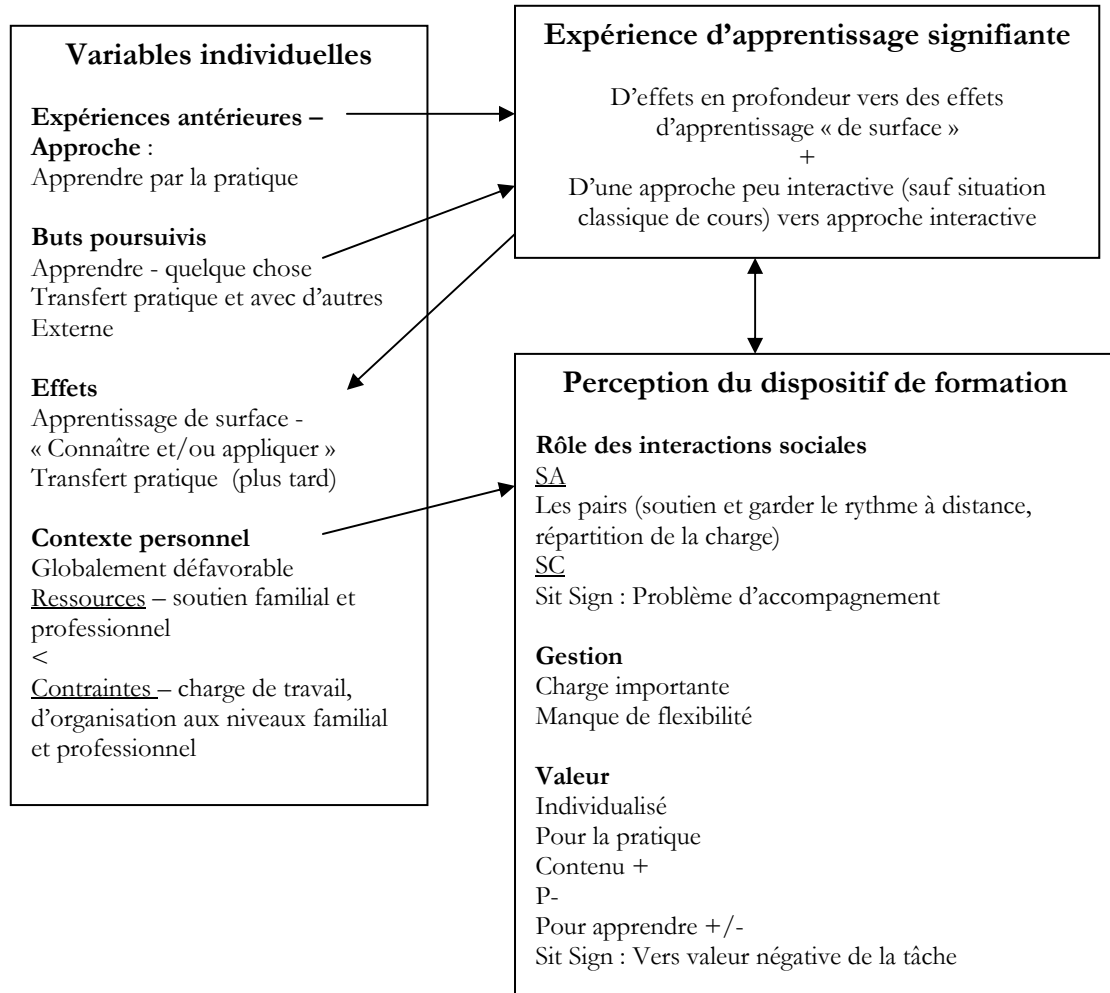 Variables individuelles
Expériences antérieures –
Approche :
Apprendre par la pratique
Buts poursuivis
Apprendre - quelque chose
Transfert pratique et avec d'autres
Externe
Effets
Apprentissage de surface -
« Connaître et/ou appliquer »
Transfert pratique (plus tard)
Contexte personnel
Globalement défavorable
Ressources – soutien familial et
professionnel
<
Contraintes – charge de travail,
d'organisation aux niveaux familial
et professionnel
Expérience d'apprentissage signifiante
D'effets en profondeur vers des effets
d'apprentissage « de surface »
+
D'une approche peu interactive (sauf situation
classique de cours) vers approche interactive
Perception du dispositif de formation
Rôle des interactions sociales
SA
Les pairs (soutien et garder le rythme à distance,
répartition de la charge)
SC
Sit Sign : Problème d'accompagnement
Gestion
Charge importante
Manque de flexibilité
Valeur
Individualisé
Pour la pratique
Contenu +
P-
Pour apprendre +/-
Sit Sign : Vers valeur négative de la tâche